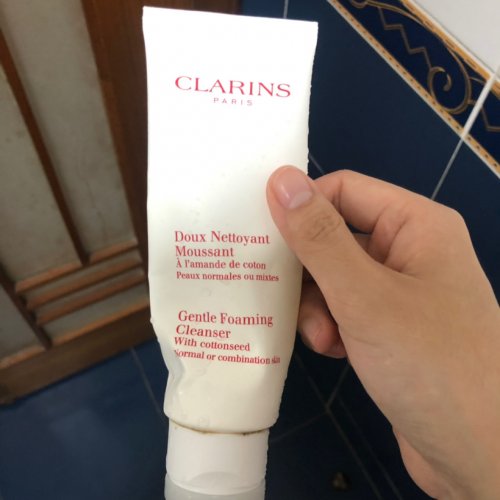 CLARINS
PARIS
Doux Nettoyant
Moussant
À l'amande de coton
Peaux normales ou mixtes
Gentle Foaming
Cleanser
With cottonseed
Normal or combination skin